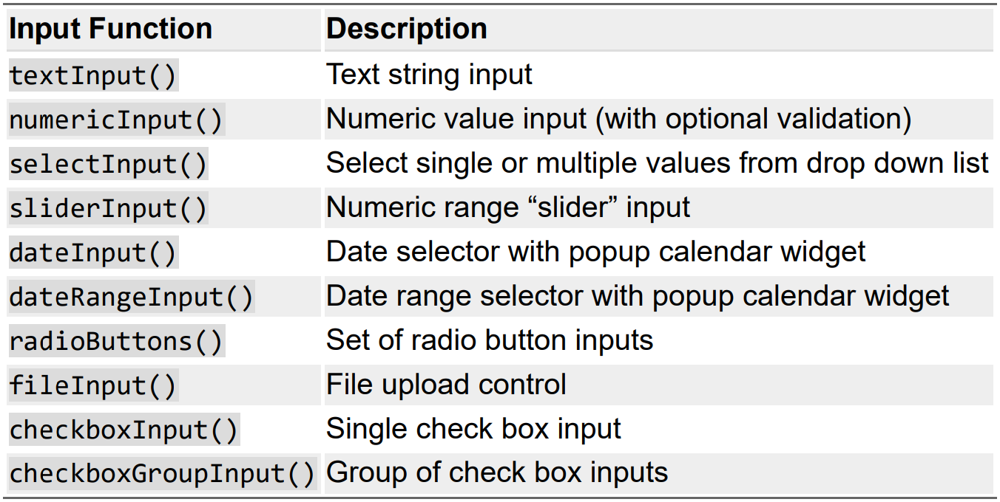 Input Function Description
textInput() Text string input
numericInput() Numeric value input (with optional validation)
selectInput() Select single or multiple values from drop down list
sliderInput() Numeric range “slider” input
dateInput() Date selector with popup calendar widget
dateRangeInput() Date range selector with popup calendar widget
radioButtons() Set of radio button inputs
fileInput() File upload control
checkboxInput() Single check box input
checkboxGroupInput() Group of check box inputs